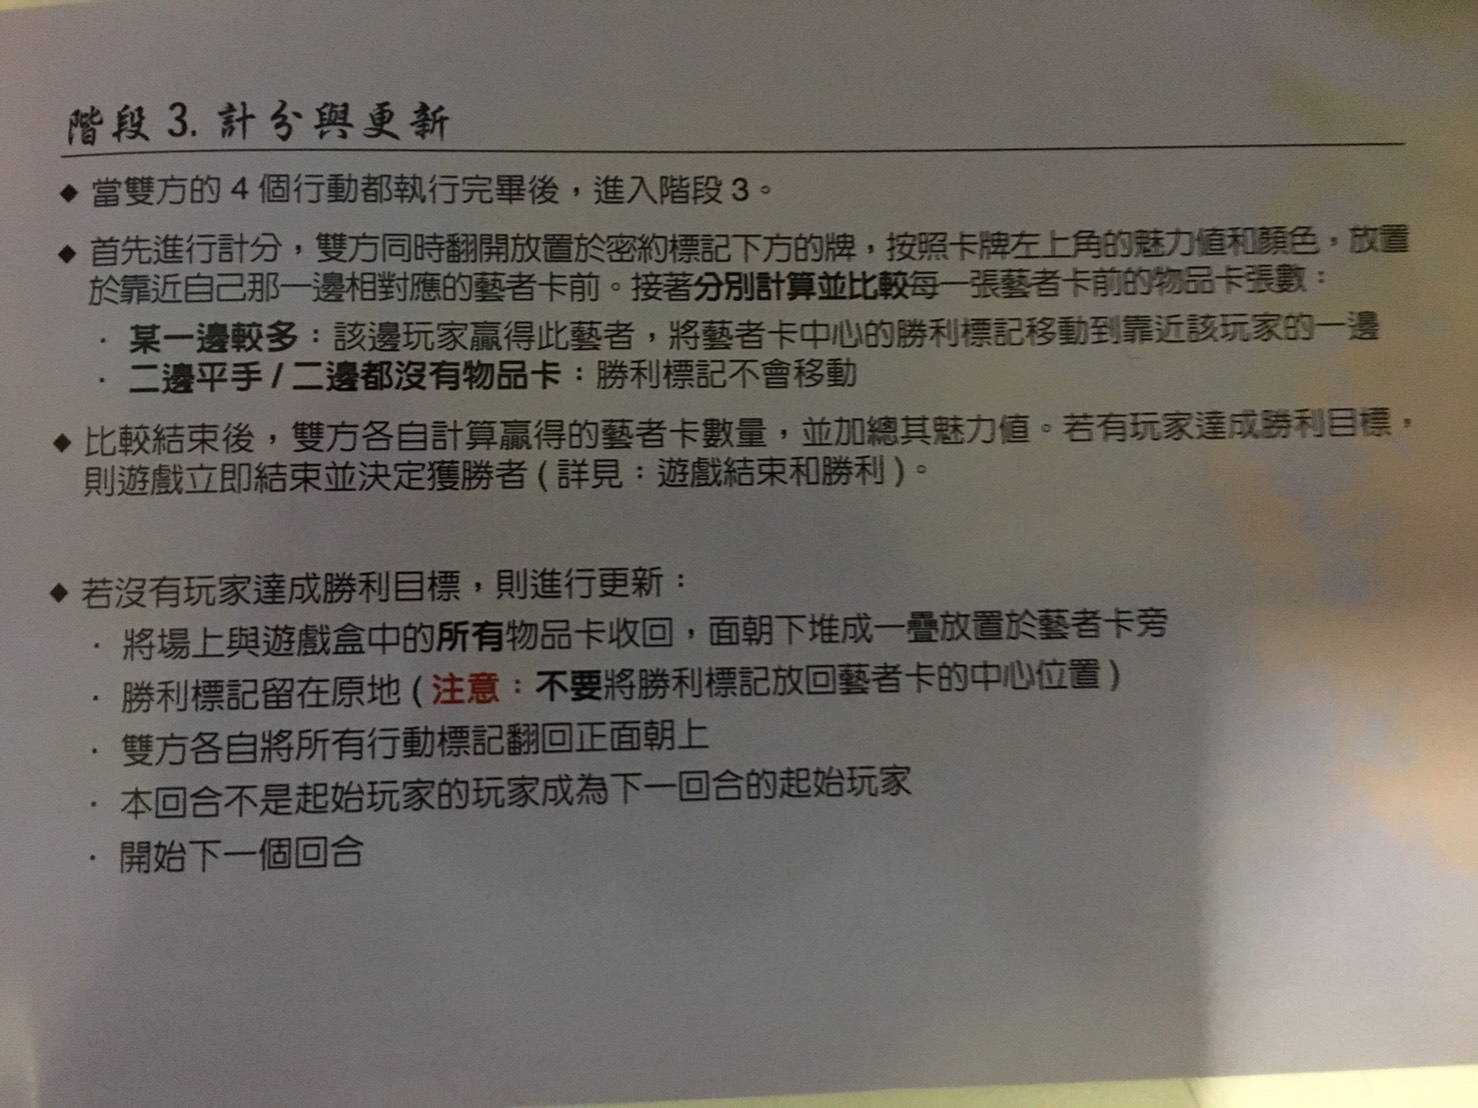 階段 3. 計分與更新
◆ 當雙方的 4 個行動都執行完畢後，進入階段 3。
◆ 首先進行計分，雙方同時翻開放置於密約標記下方的牌，按照卡牌左上角的魅力值和顏色，放置
於靠近自己那一邊相對應的藝者卡前。接著分別計算並比較每一張藝者卡前的物品卡張數：
· 某一邊較多：該邊玩家贏得此藝者，將藝者卡中心的勝利標記移動到靠近該玩家的一邊
· 二邊平手 / 二邊都沒有物品卡：勝利標記不會移動
◆ 比較結束後，雙方各自計算贏得的藝者卡數量，並加總其魅力值。若有玩家達成勝利目標，
則遊戲立即結束並決定獲勝者 ( 詳見：遊戲結束和勝利 )。
◆ 若沒有玩家達成勝利目標，則進行更新：
· 將場上與遊戲盒中的所有物品卡收回，面朝下堆成一疊放置於藝者卡旁
· 勝利標記留在原地 ( 注意：不要將勝利標記放回藝者卡的中心位置 )
· 雙方各自將所有行動標記翻回正面朝上
· 本回合不是起始玩家的玩家成為下一回合的起始玩家
· 開始下一個回合